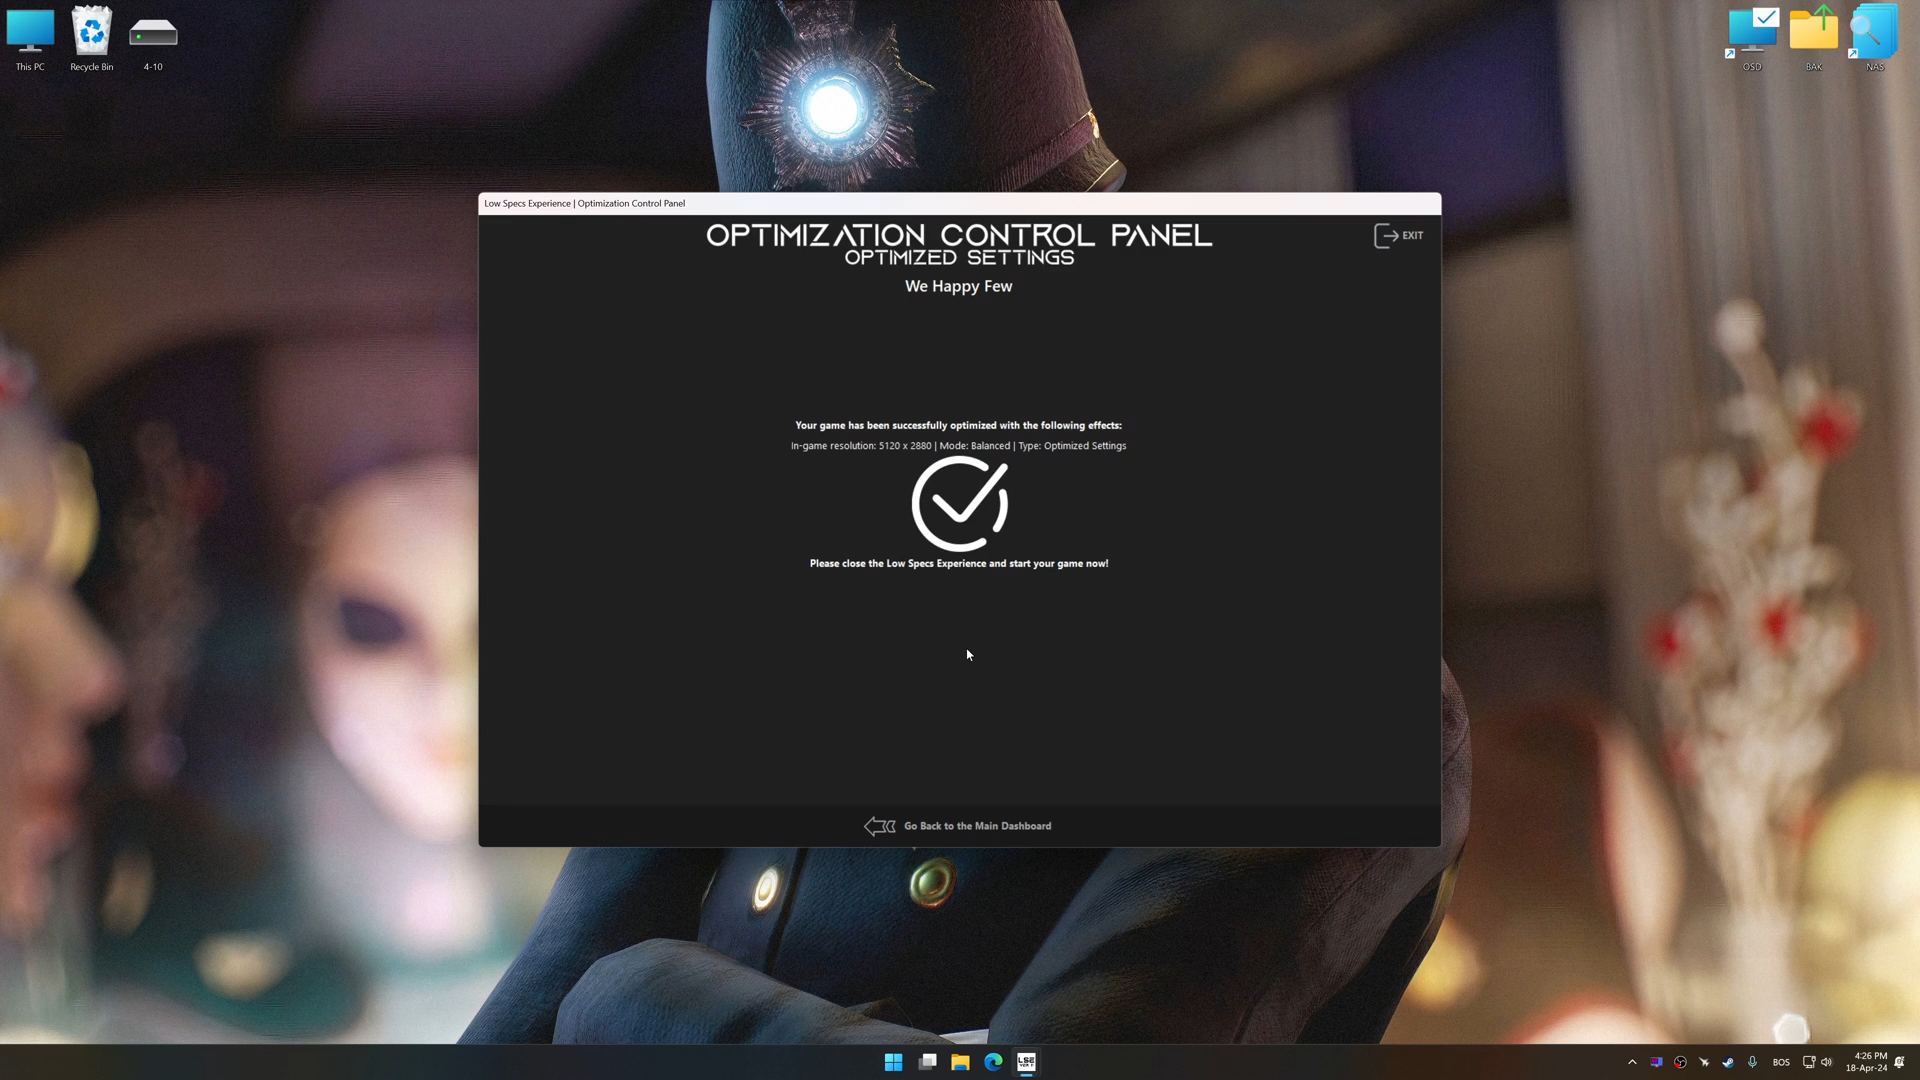 This PC
Recycle Bin
4-10
OSD
BAK
NAS
Low Specs Experience | Optimization Control Panel
OPTIMIZATION CONTROL PANEL
EXIT
OPTIMIZED SETTINGS
We Happy Few
Your game has been successfully optimized with the following effects:
In-game resolution: 5120 x 2880 | Mode: Balanced | Type: Optimized Settings
Please close the Low Specs Experience and start your game now!
Go Back to the Main Dashboard
LSE
BOS
4:26 PM
18-Apr-24